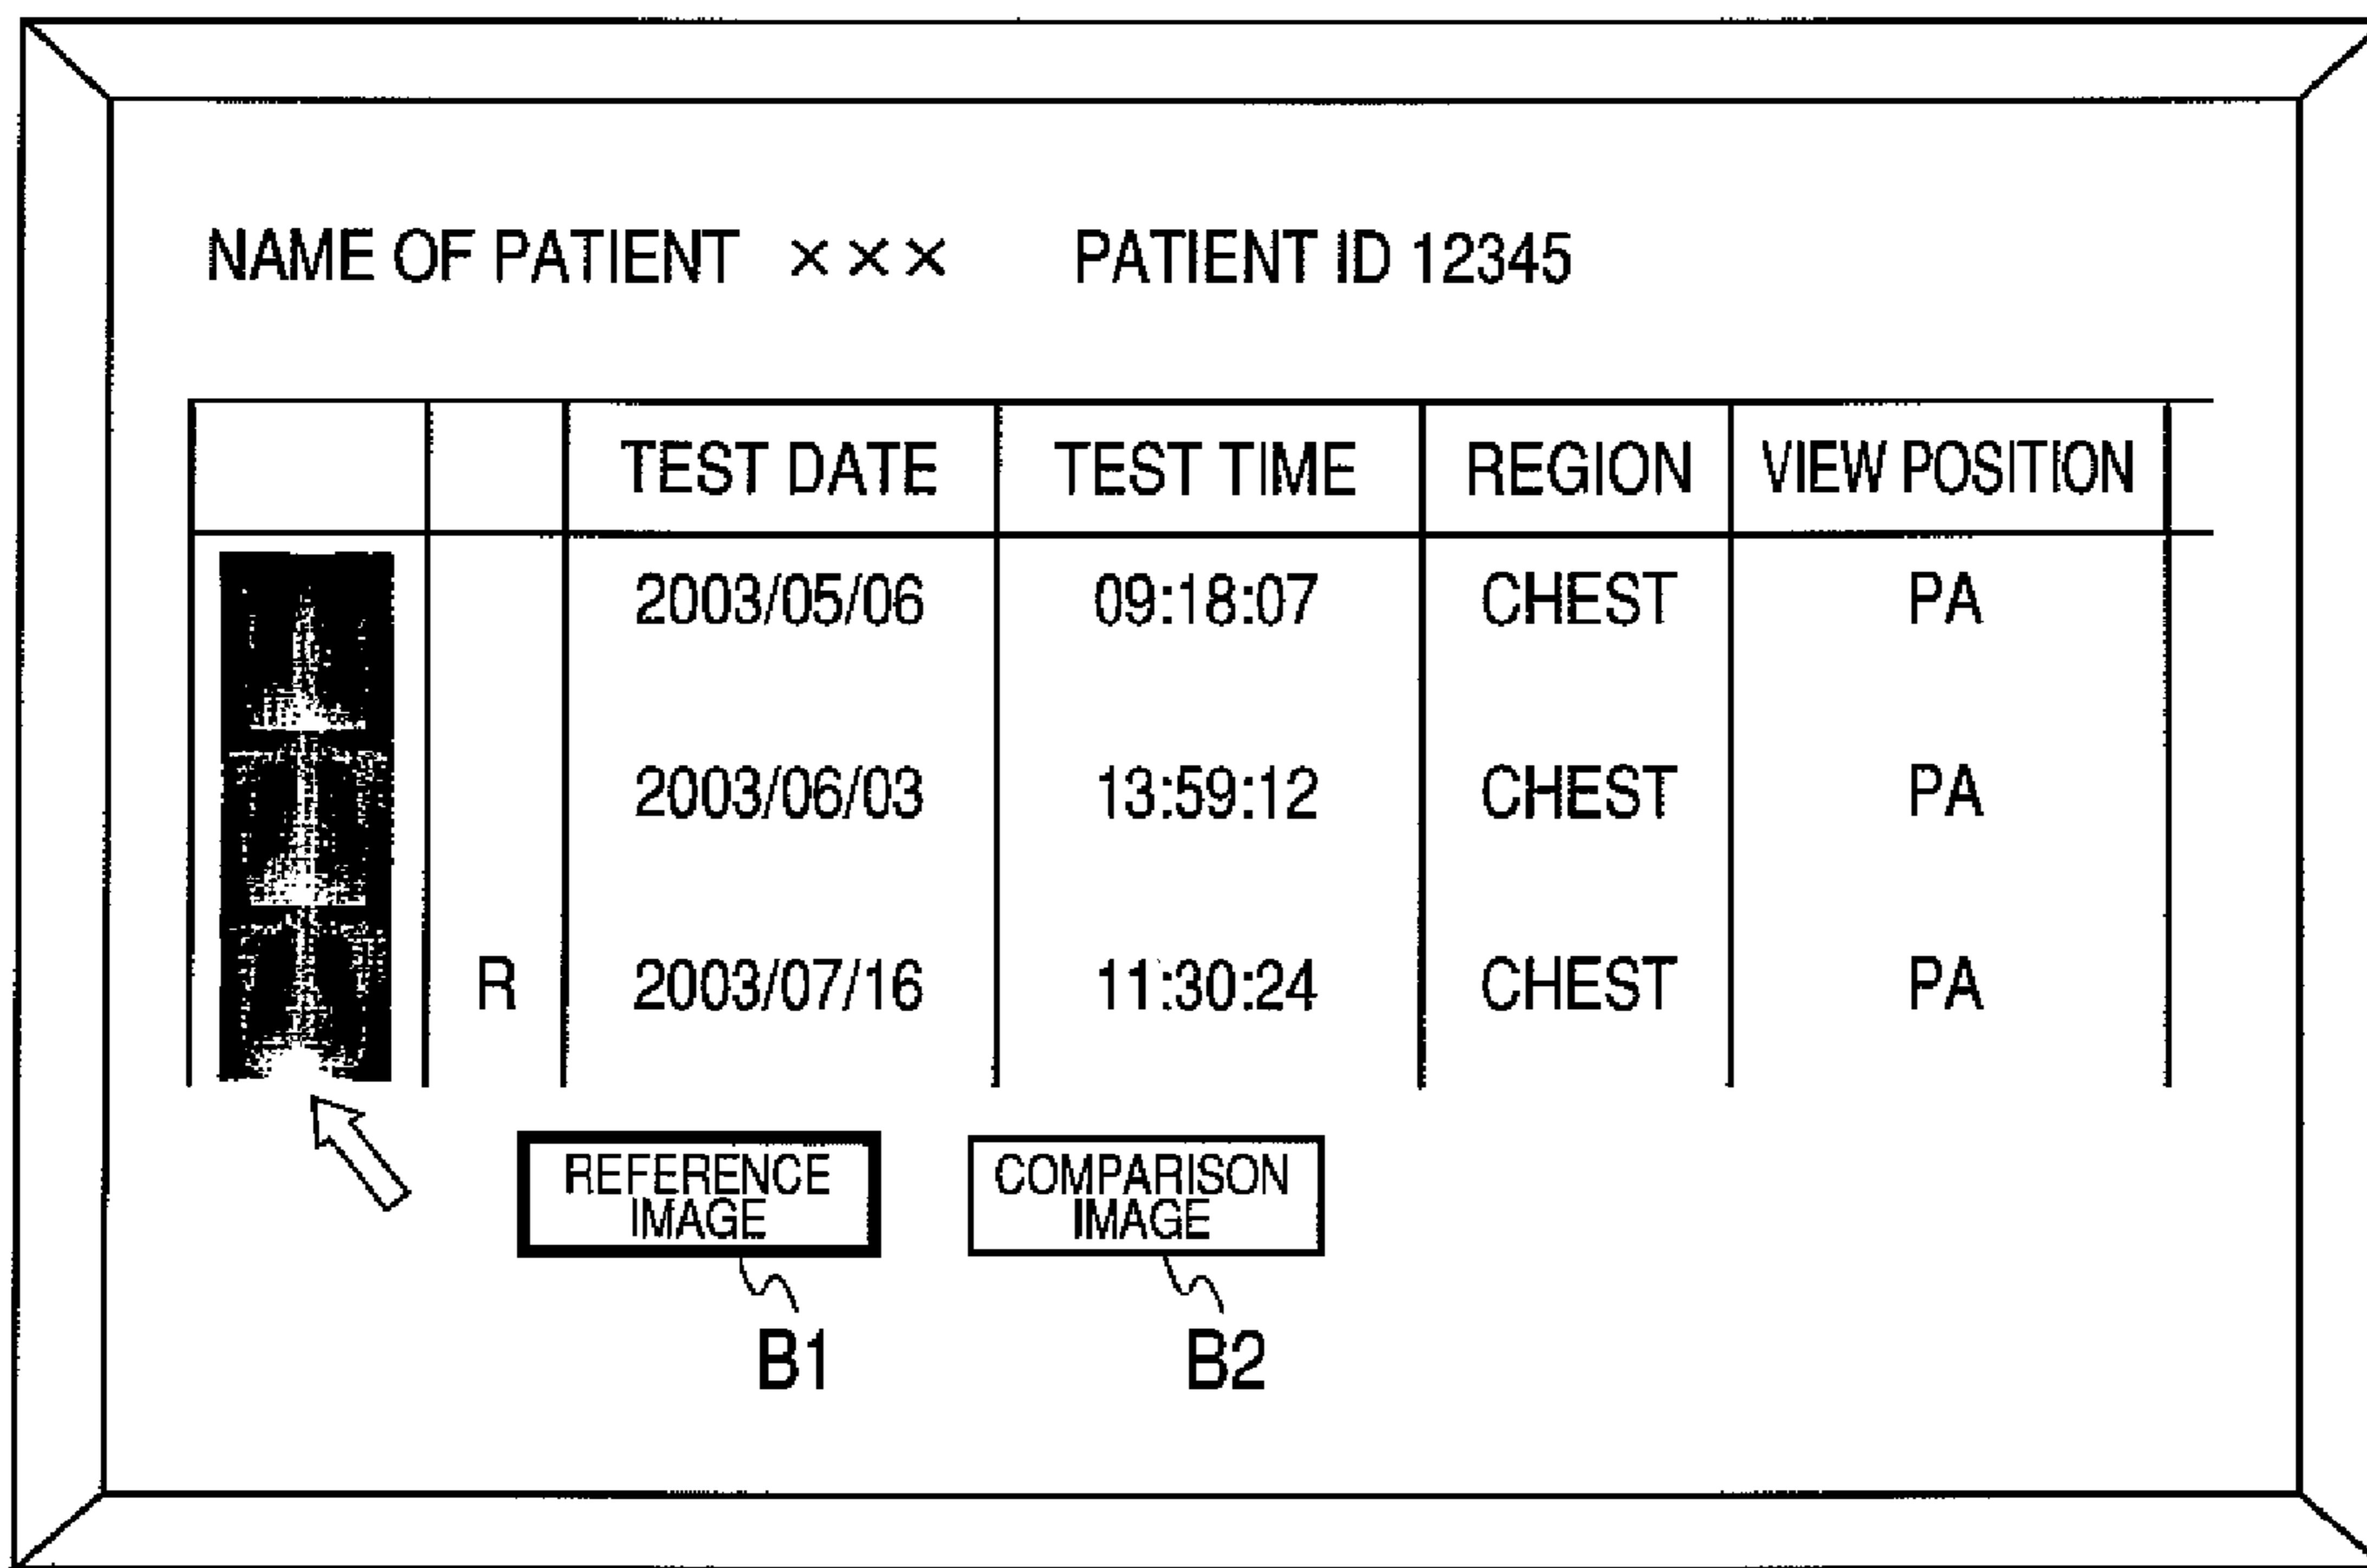 NAME OF PATIENT ××× PATIENT ID 12345
TEST DATE TEST TIME REGION VIEW POSITION
2003/05/06 09:18:07 CHEST PA
2003/06/03 13:59:12 CHEST PA
R 2003/07/16 11:30:24 CHEST PA
REFERENCE
IMAGE
COMPARISON
IMAGE
B1 B2